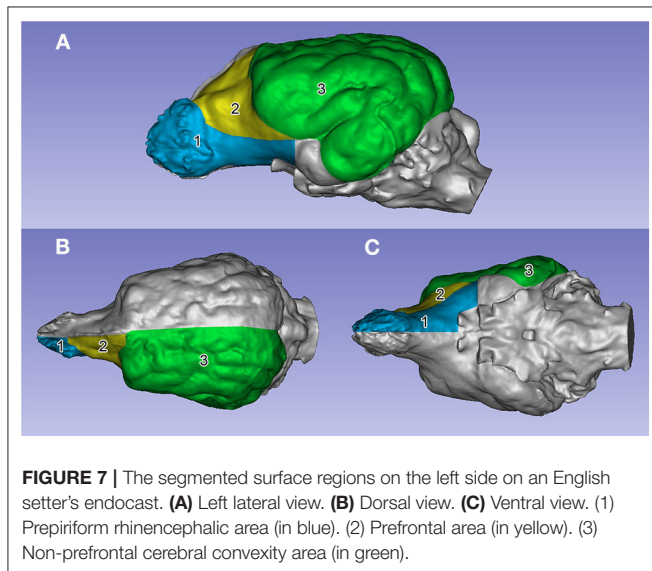 A
3
2
1
B
C
3
2
1
1
2
3
FIGURE 7 | The segmented surface regions on the left side on an English
setter's endocast. (A) Left lateral view. (B) Dorsal view. (C) Ventral view. (1)
Prepiriform rhinencephalic area (in blue). (2) Prefrontal area (in yellow). (3)
Non-prefrontal cerebral convexity area (in green).